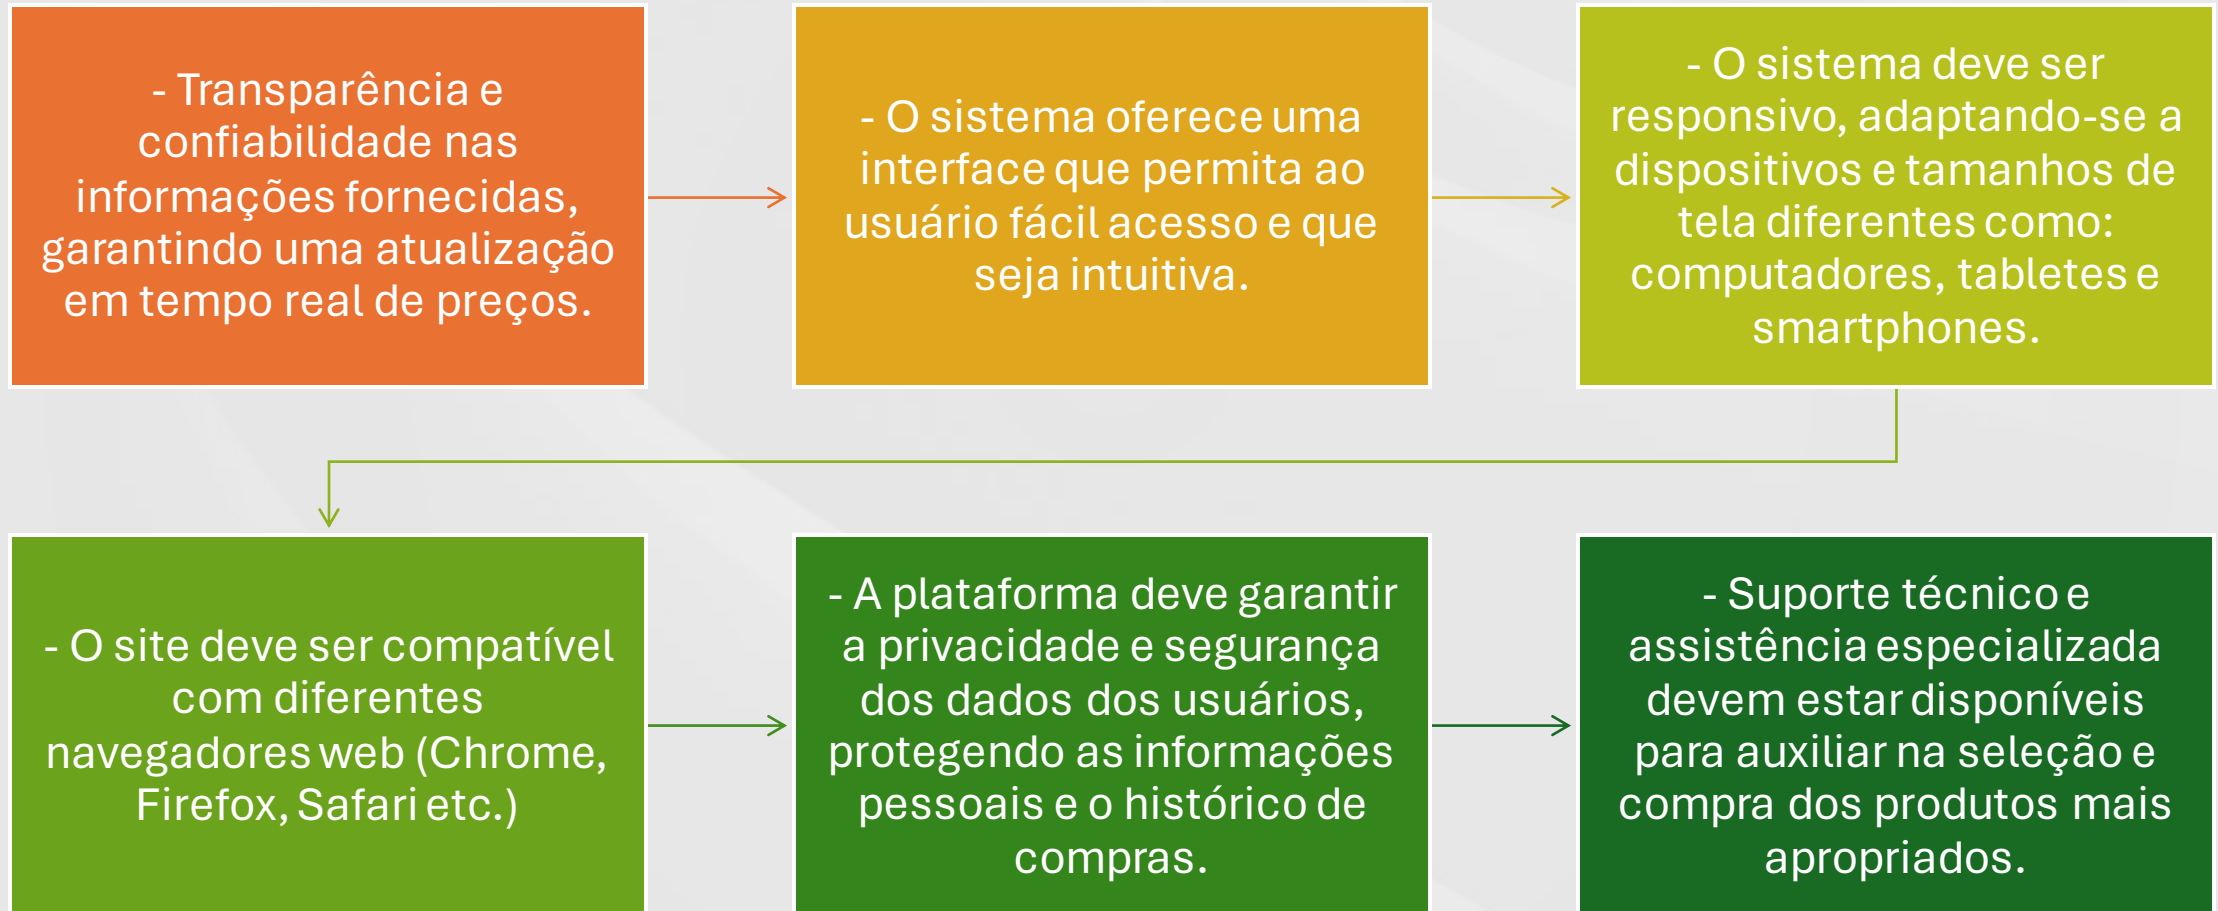 - Transparência e
confiabilidade nas
informações fornecidas,
garantindo uma atualização
em tempo real de preços.
- O sistema oferece uma
interface que permita ao
usuário fácil acesso e que
seja intuitiva.
- O sistema deve ser
responsivo, adaptando-se a
dispositivos e tamanhos de
tela diferentes como:
computadores, tabletes e
smartphones.
- O site deve ser compatível
com diferentes
navegadores web (Chrome,
Firefox, Safari etc.)
- A plataforma deve garantir
a privacidade e segurança
dos dados dos usuários,
protegendo as informações
pessoais e o histórico de
compras.
- Suporte técnico e
assistência especializada
devem estar disponíveis
para auxiliar na seleção e
compra dos produtos mais
apropriados.